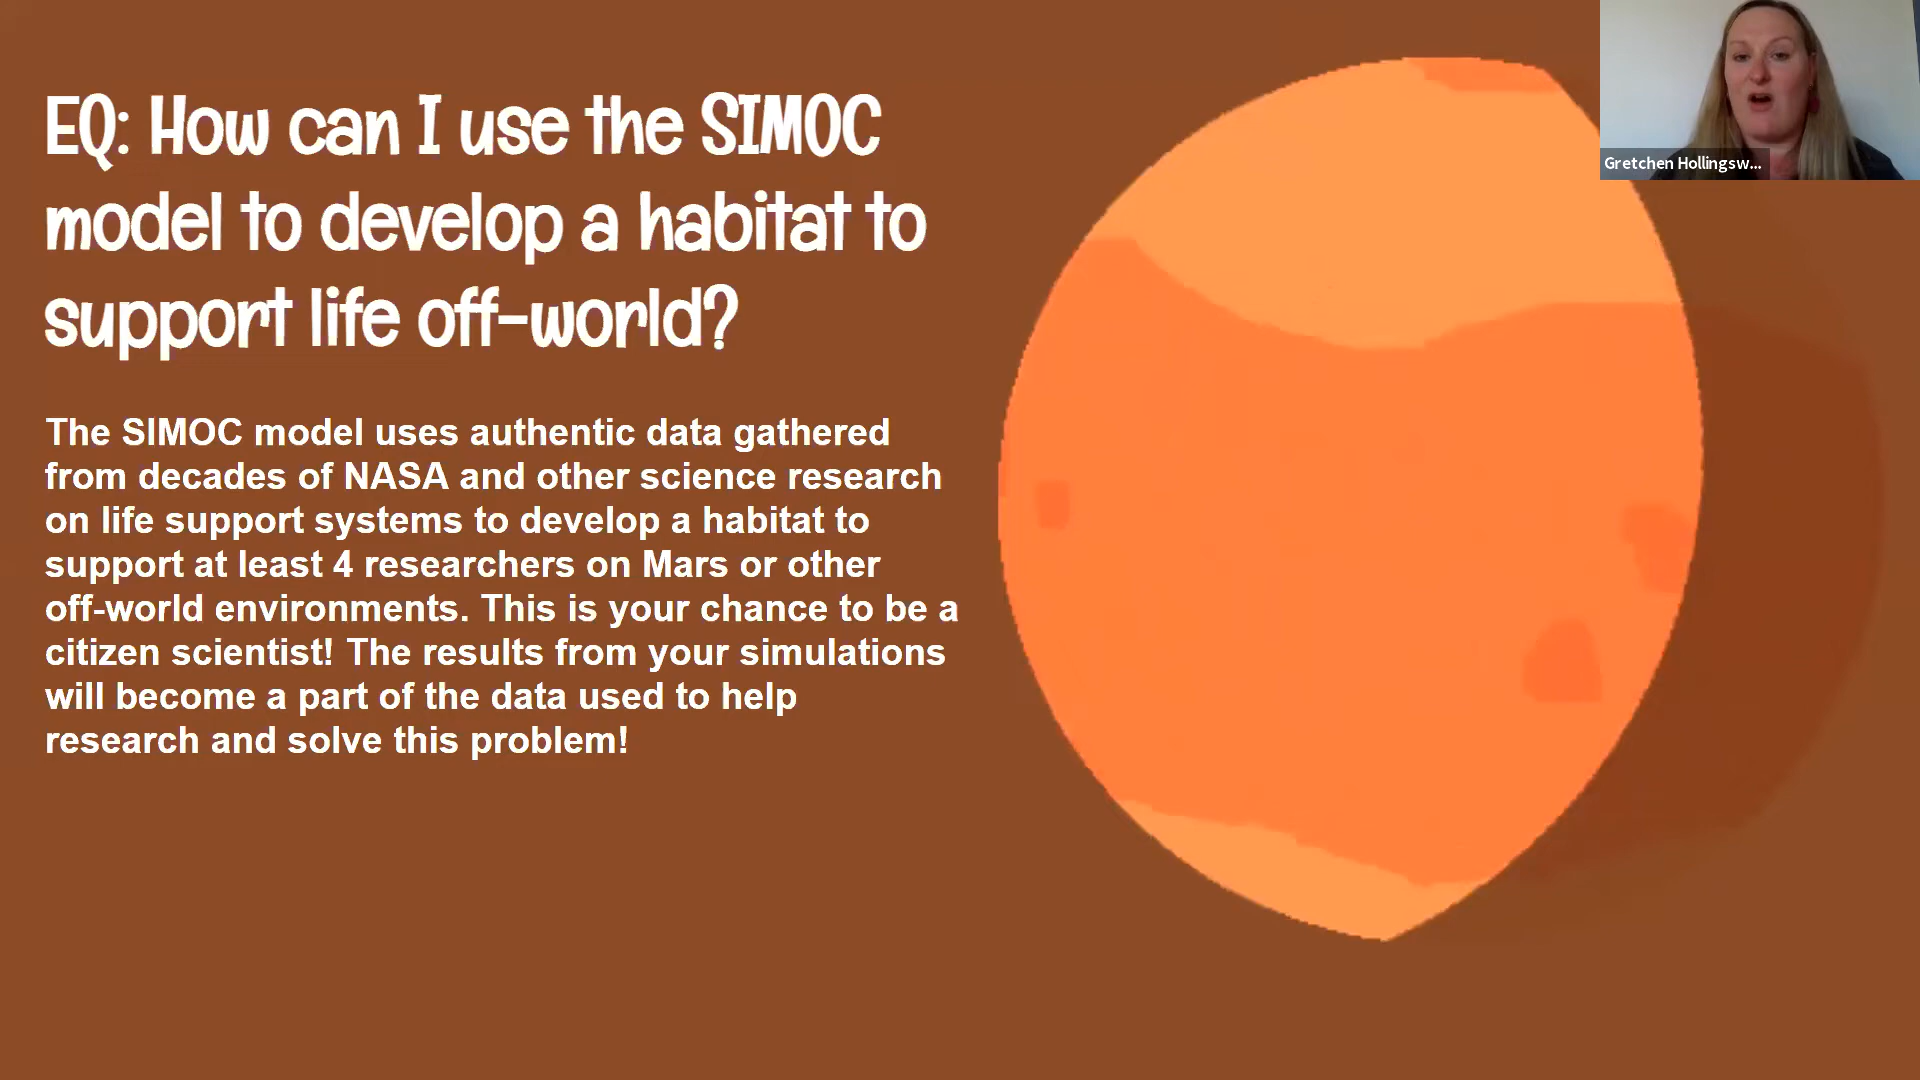 EQ: How can I use the SIMOC
model to develop a habitat to
support life off-world?
The SIMOC model uses authentic data gathered
from decades of NASA and other science research
on life support systems to develop a habitat to
support at least 4 researchers on Mars or other
off-world environments. This is your chance to be a
citizen scientist! The results from your simulations
will become a part of the data used to help
research and solve this problem!
Gretchen Hollingsw...